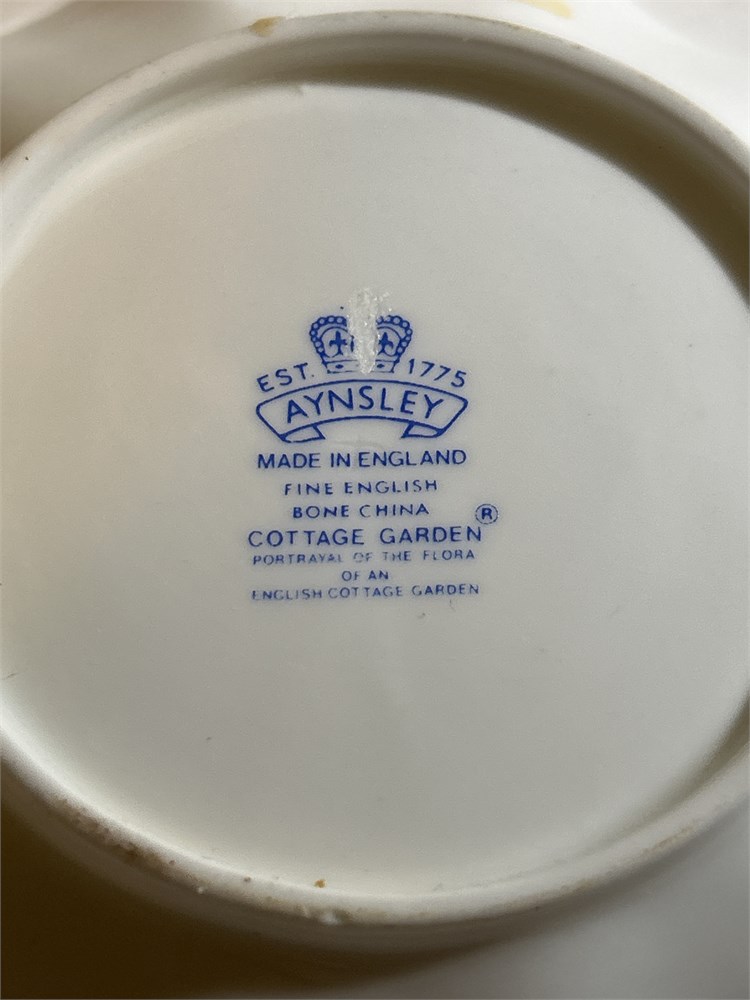 EST. 1775
AYNSLEY
MADE IN ENGLAND
FINE ENGLISH
BONE CHINA
COTTAGE GARDEN ®
PORTRAYAL OF THE FLORA
OF AN
ENGLISH COTTAGE GARDEN